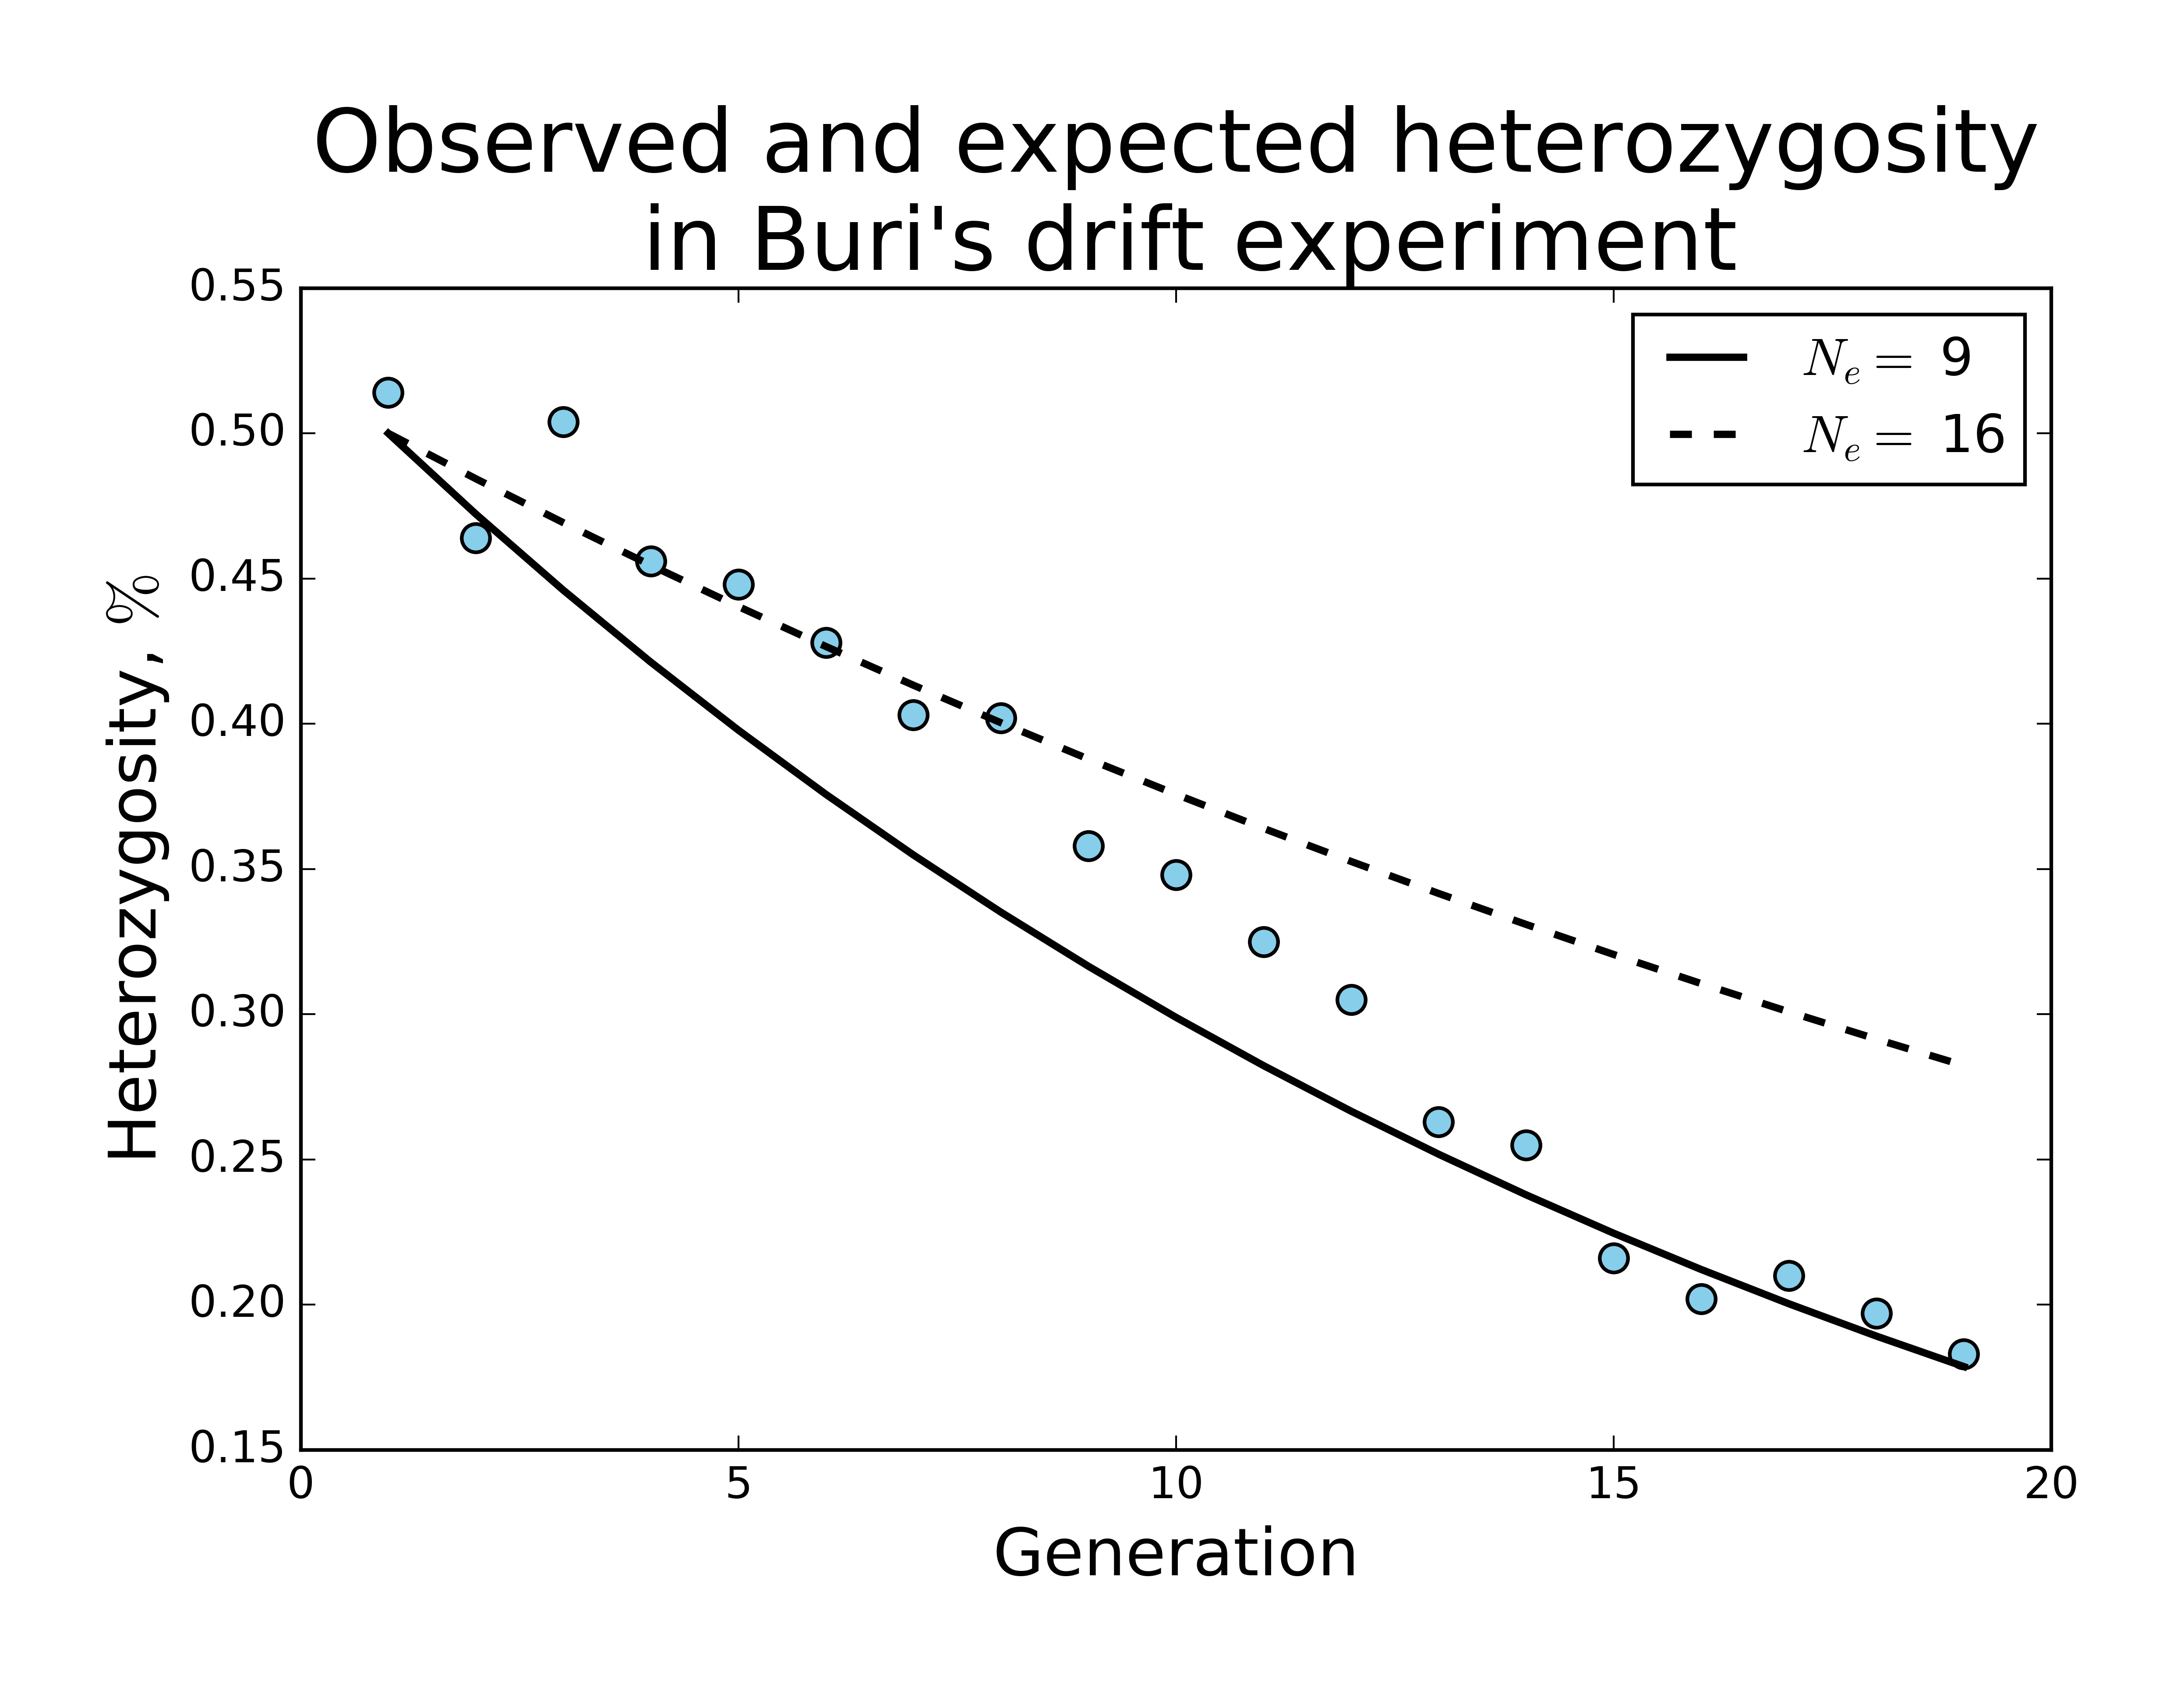 Observed and expected heterozygosity
in Buri's drift experiment
N_e = 9
N_e = 16
Heterozygosity, %
0.55
0.50
0.45
0.40
0.35
0.30
0.25
0.20
0.15
0
5
10
15
20
Generation